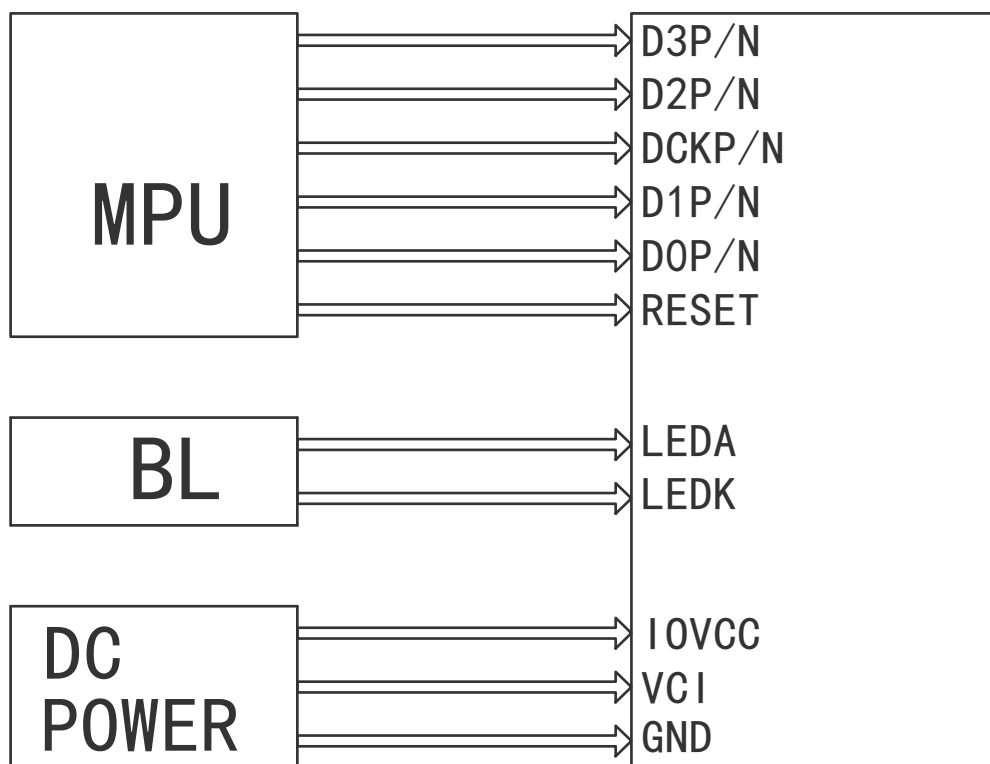 MPU
D3P/N
D2P/N
DCKP/N
D1P/N
D0P/N
RESET
BL
LEDA
LEDK
DC
POWER
IOVCC
VCI
GND